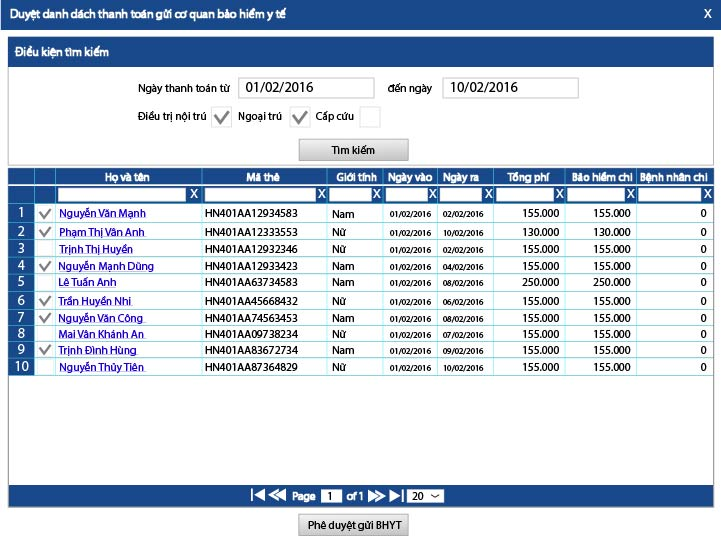 Duyệt danh dách thanh toán gửi cơ quan bảo hiểm y tế X
Điều kiện tìm kiếm
Ngày thanh toán từ 01/02/2016 đến ngày 10/02/2016
Điều trị nội trú Ngoại trú Cấp cứu
Tìm kiếm
Họ và tên Mã thẻ Giới tính Ngày vào Ngày ra Tổng phí Bảo hiểm chi Bệnh nhân chi
X X X X X X X X
1 Nguyễn Văn Mạnh HN401AA12934583 Nam 01/02/2016 02/02/2016 155.000 155.000 0
2 Phạm Thị Vân Anh HN401AA12333553 Nữ 01/02/2016 10/02/2016 130.000 130.000 0
3 Trịnh Thị Huyền HN401AA12932346 Nữ 01/02/2016 02/02/2016 155.000 155.000 0
4 Nguyễn Mạnh Dũng HN401AA12933423 Nam 01/02/2016 04/02/2016 155.000 155.000 0
5 Lê Tuấn Anh HN401AA63734583 Nam 01/02/2016 08/02/2016 250.000 250.000 0
6 Trần Huyền Nhi HN401AA45668432 Nữ 01/02/2016 06/02/2016 155.000 155.000 0
7 Nguyễn Văn Công HN401AA74563453 Nam 01/02/2016 08/02/2016 155.000 155.000 0
8 Mai Vân Khánh An HN401AA09738234 Nữ 01/02/2016 07/02/2016 155.000 155.000 0
9 Trịnh Đình Hùng HN401AA83672734 Nam 01/02/2016 09/02/2016 155.000 155.000 0
10 Nguyễn Thủy Tiên HN401AA87364829 Nữ 01/02/2016 10/02/2016 155.000 155.000 0
Page 1 of 1 20
Phê duyệt gửi BHYT